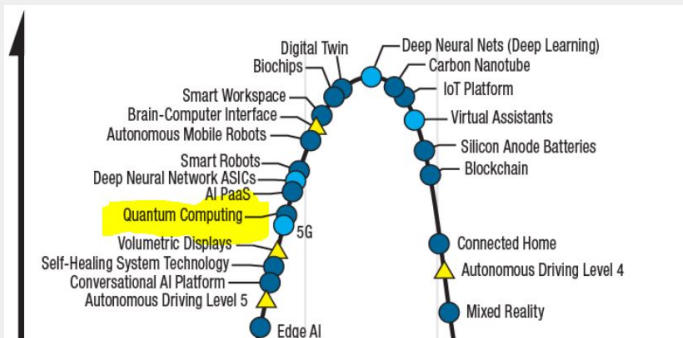 Digital Twin
Deep Neural Nets (Deep Learning)
Biochips
Carbon Nanotube
IoT Platform
Smart Workspace
Brain-Computer Interface
Virtual Assistants
Autonomous Mobile Robots
Silicon Anode Batteries
Smart Robots
Blockchain
Deep Neural Network ASICs
AI PaaS
Quantum Computing
5G
Volumetric Displays
Connected Home
Self-Healing System Technology
Autonomous Driving Level 4
Conversational AI Platform
Autonomous Driving Level 5
Mixed Reality
Edge AI